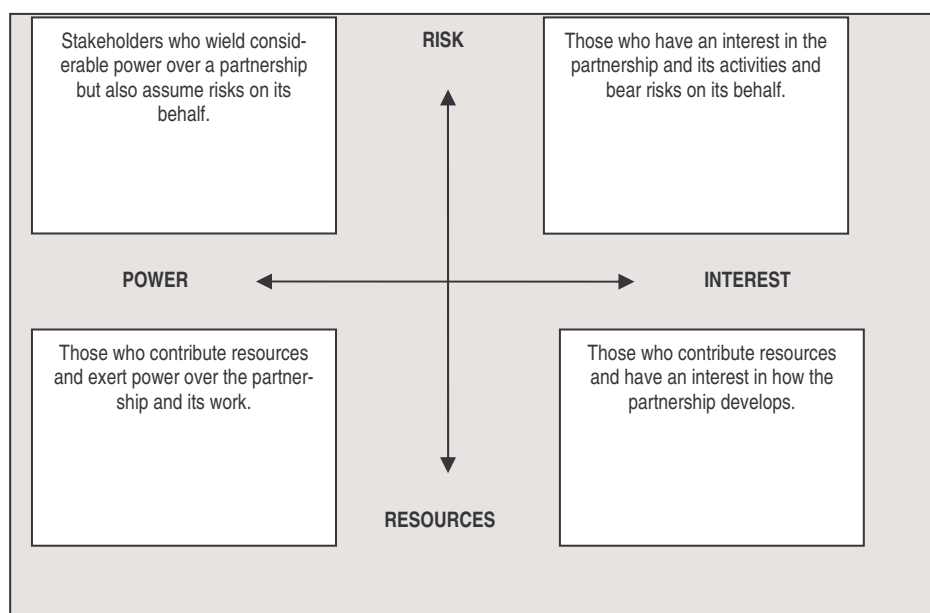 Stakeholders who wield consid-
erable power over a partnership
but also assume risks on its
behalf.
RISK
Those who have an interest in the
partnership and its activities and
bear risks on its behalf.
POWER
INTEREST
Those who contribute resources
and exert power over the partner-
ship and its work.
Those who contribute resources
and have an interest in how the
partnership develops.
RESOURCES